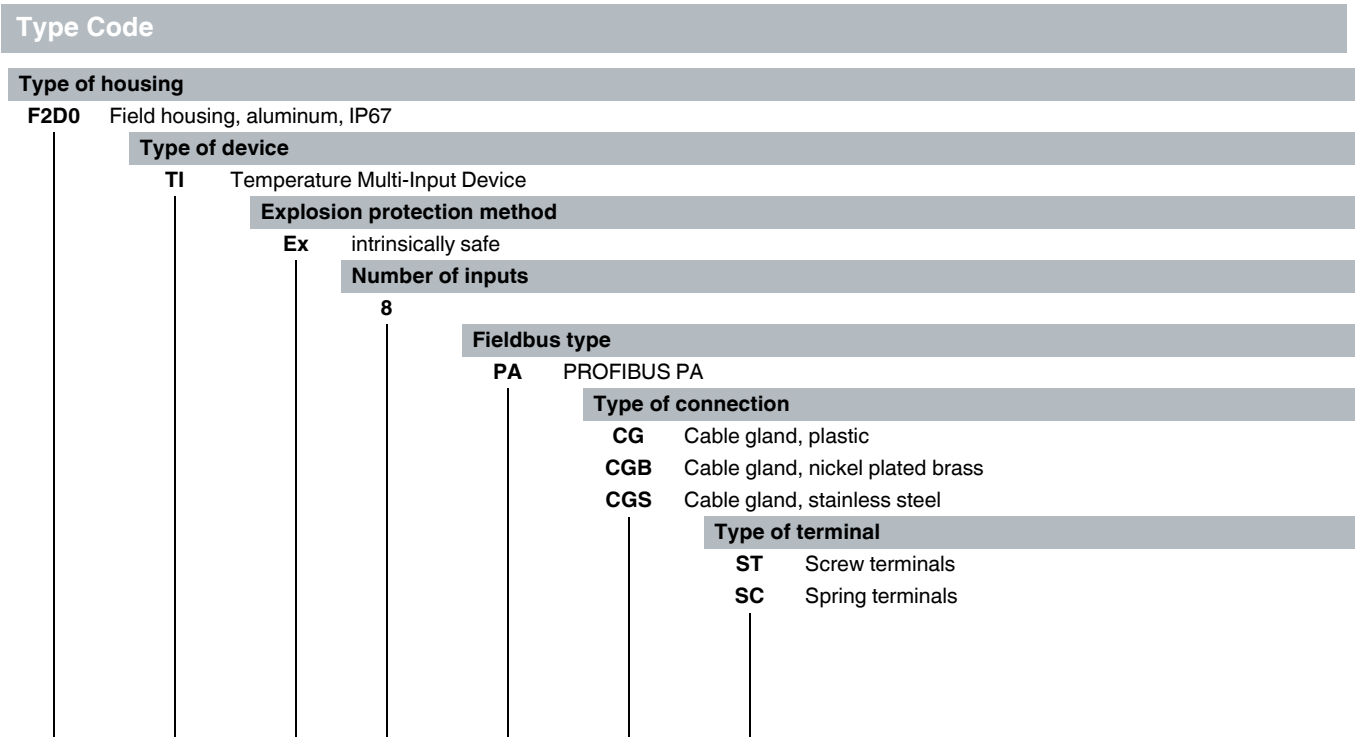 Type Code
Type of housing
F2D0 Field housing, aluminum, IP67
Type of device
TI Temperature Multi-Input Device
Explosion protection method
Ex intrinsically safe
Number of inputs
8
Fieldbus type
PA PROFIBUS PA
Type of connection
CG Cable gland, plastic
CGB Cable gland, nickel plated brass
CGS Cable gland, stainless steel
Type of terminal
ST Screw terminals
SC Spring terminals